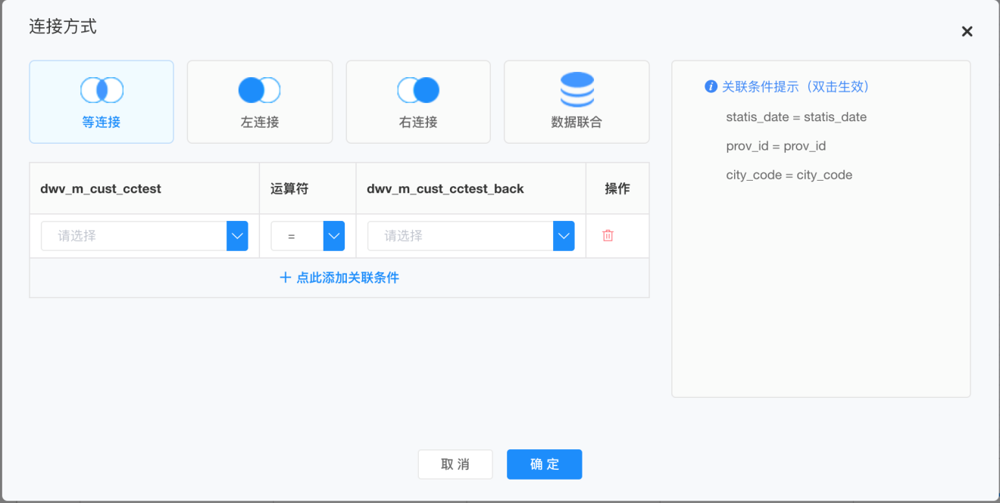 连接方式
等连接
左连接
右连接
数据联合
dwv_m_cust_cctest 运算符 dwv_m_cust_cctest_back 操作
请选择 = 请选择
点此添加关联条件
关联条件提示（双击生效）
statis_date = statis_date
prov_id = prov_id
city_code = city_code
取消 确定